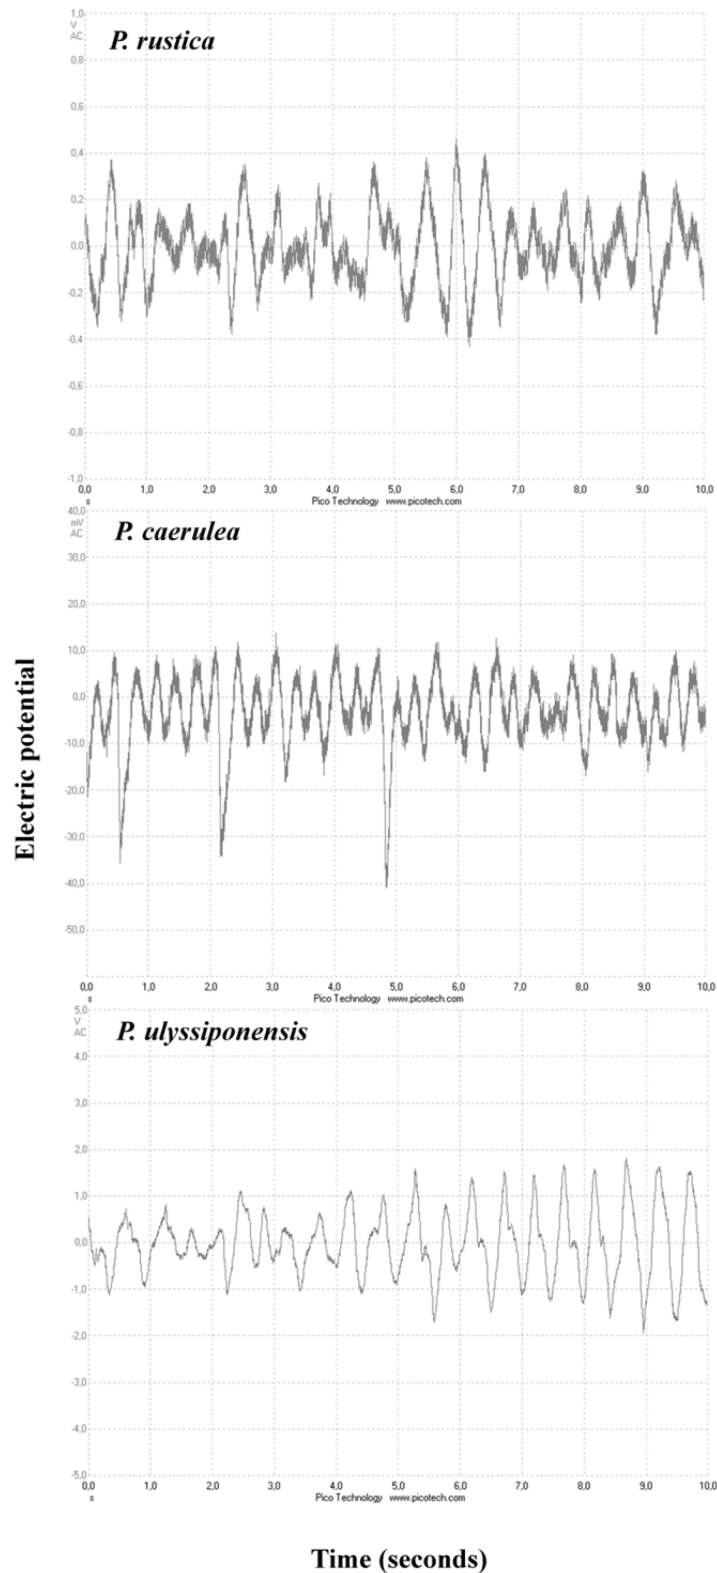 1,0
V
AC
P. rustica
0,8
0,6
0,4
0,2
0,0
-0,2
-0,4
-0,6
-0,8
-1,0
0,0 1,0 2,0 3,0 4,0 5,0 6,0 7,0 8,0 9,0 10,0
s
Pico Technology www.picotech.com
40,0
mV
AC
P. caerulea
30,0
20,0
10,0
0,0
-10,0
-20,0
-30,0
-40,0
-50,0
0,0 1,0 2,0 3,0 4,0 5,0 6,0 7,0 8,0 9,0 10,0
s
Pico Technology www.picotech.com
Electric potential
5,0
V
AC
P. ulyssiponensis
4,0
3,0
2,0
1,0
0,0
-1,0
-2,0
-3,0
-4,0
-5,0
0,0 1,0 2,0 3,0 4,0 5,0 6,0 7,0 8,0 9,0 10,0
s
Pico Technology www.picotech.com
Time (seconds)